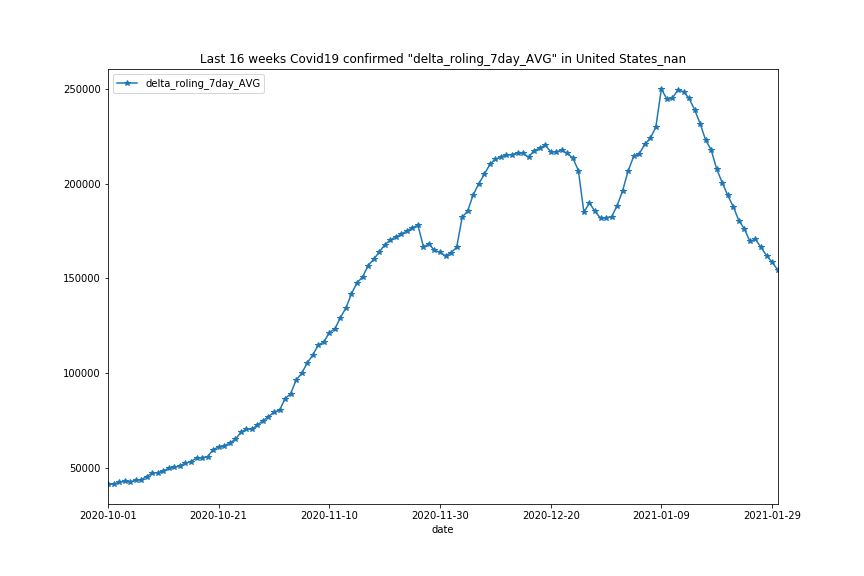 Last 16 weeks Covid19 confirmed "delta_roling_7day_AVG" in United States_nan
delta_roling_7day_AVG
250000
200000
150000
100000
50000
2020-10-01 2020-10-21 2020-11-10 2020-11-30 2020-12-20 2021-01-09 2021-01-29
date